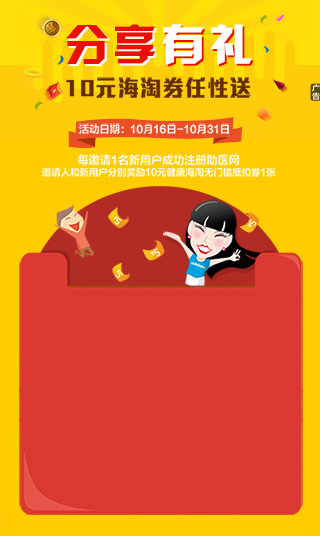 分享有礼
10元海淘券任性送
活动日期：10月16日-10月31日
每邀请1名新用户成功注册助医网
邀请人和新用户分别奖励10元健康海淘无门槛抵扣券1张
广告